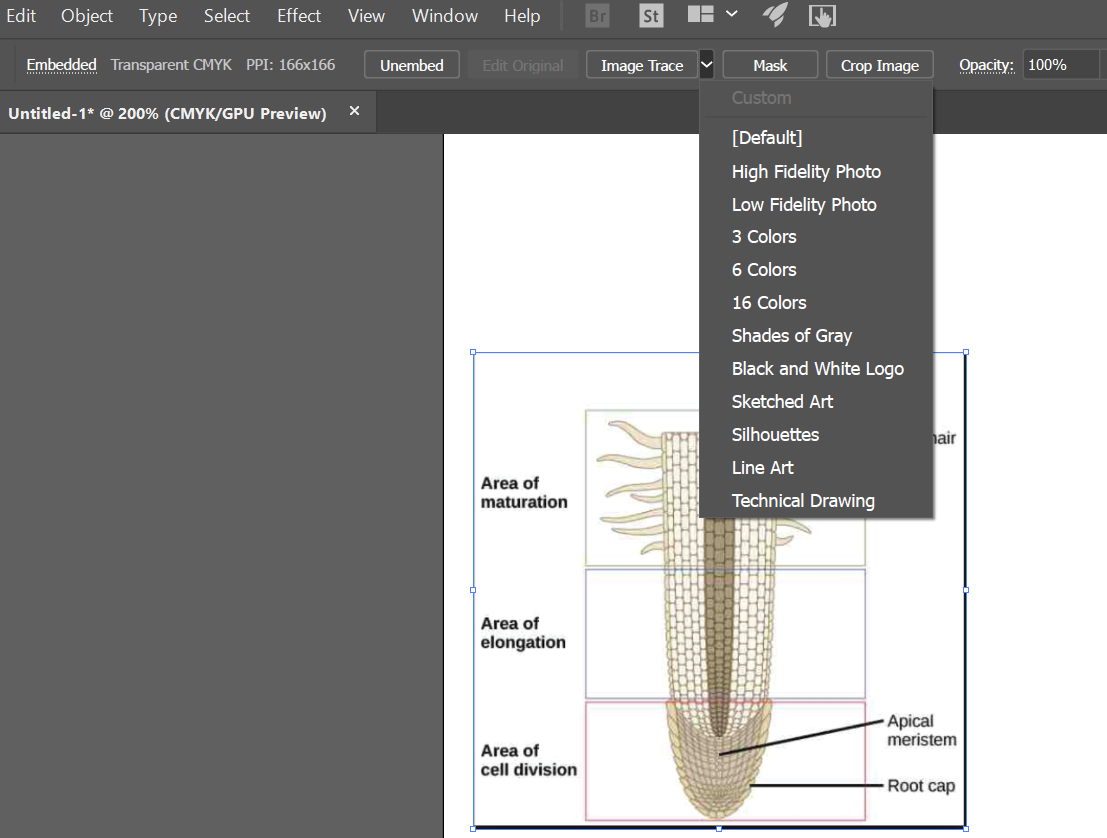 Edit Object Type Select Effect View Window Help Br St
Embedded Transparent CMYK PPI: 166x166 Unembed Edit Original Image Trace Mask Crop Image Opacity: 100%
Untitled-1* @ 200% (CMYK/GPU Preview) ×
Custom
[Default]
High Fidelity Photo
Low Fidelity Photo
3 Colors
6 Colors
16 Colors
Shades of Gray
Black and White Logo
Sketched Art
Silhouettes
Line Art
Technical Drawing
Area of
maturation
Area of
elongation
Area of
cell division
Apical
meristem
Root cap